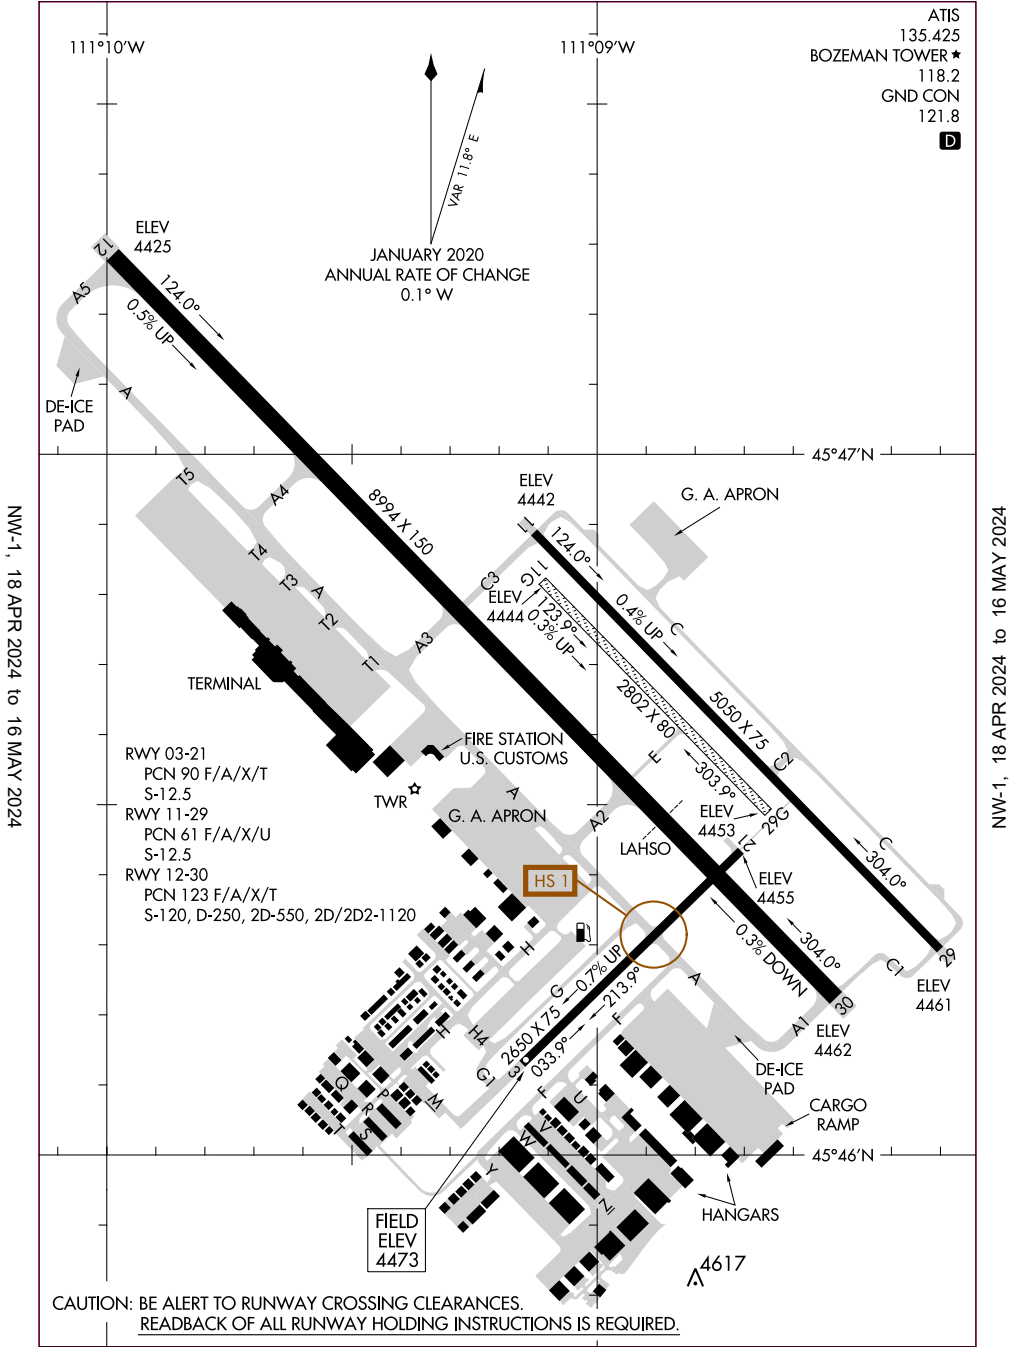 ATIS
135.425
BOZEMAN TOWER ★
118.2
GND CON
121.8
D
111°10'W
111°09'W
VAR 11.8° E
JANUARY 2020
ANNUAL RATE OF CHANGE
0.1° W
ELEV
4425
12
124.0°
0.5% UP
A5
DE-ICE
PAD
A
45°47'N
T5
A4
8994 X 150
ELEV
4442
G. A. APRON
11
124.0°
T4
T3
A
T2
T1
A3
C3
11G
ELEV
4444
123.9°
0.3% UP
0.4% UP
C
TERMINAL
2802 X 80
5050 X 75
FIRE STATION
U.S. CUSTOMS
E
303.9°
C2
RWY 03-21
PCN 90 F/A/X/T
S-12.5
RWY 11-29
PCN 61 F/A/X/U
S-12.5
RWY 12-30
PCN 123 F/A/X/T
S-120, D-250, 2D-550, 2D/2D2-1120
TWR
A
G. A. APRON
A2
LAHSO
ELEV
4453
29G
21
C
304.0°
HS 1
ELEV
4455
H
G
0.7% UP
213.9°
A
0.3% DOWN
304.0°
C1
29
ELEV
4461
30
ELEV
4462
A1
H
H4
2650 X 75
033.9°
F
G1
3
DE-ICE
PAD
CARGO
RAMP
Q
P
R
S
T
M
F
U
V
W
Y
Z
45°46'N
HANGARS
FIELD
ELEV
4473
4617
CAUTION: BE ALERT TO RUNWAY CROSSING CLEARANCES.
READBACK OF ALL RUNWAY HOLDING INSTRUCTIONS IS REQUIRED.
NW-1, 18 APR 2024 to 16 MAY 2024
NW-1, 18 APR 2024 to 16 MAY 2024